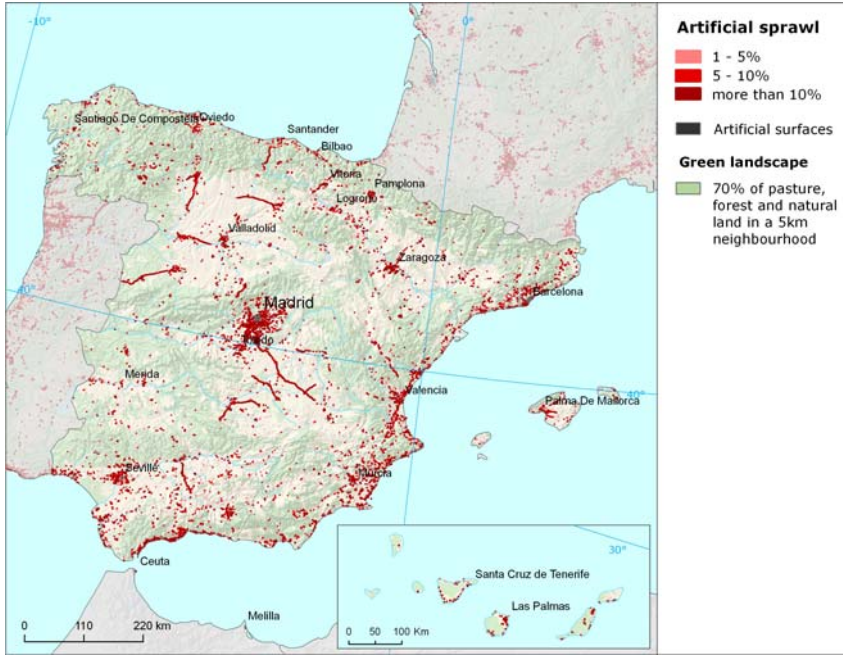 -10°
0°
Artificial sprawl
1 - 5%
5 - 10%
more than 10%
Artificial surfaces
Green landscape
70% of pasture,
forest and natural
land in a 5km
neighbourhood
Santiago De Compostela
Oviedo
Santander
Bilbao
Vitoria
Pamplona
Logroño
Valladolid
Zaragoza
Barcelona
Madrid
40°
Toledo
Merida
Valencia
40°
Palma De Mallorca
Seville
Murcia
Ceuta
Melilla
30°
Santa Cruz de Tenerife
Las Palmas
0 110 220 km
0 50 100 Km